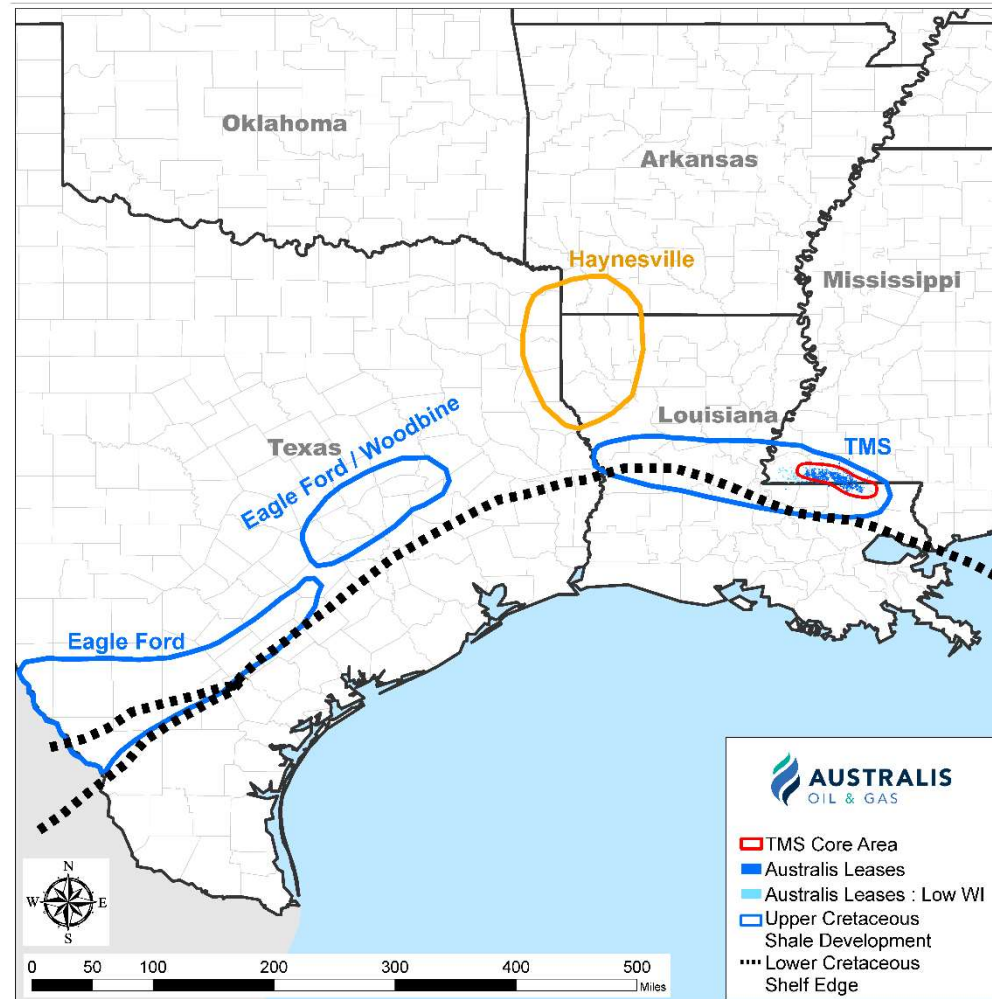 Oklahoma
Arkansas
Haynesville
Mississippi
Louisiana
Texas
TMS
Eagle Ford / Woodbine
Eagle Ford
AUSTRALIS
OIL & GAS
TMS Core Area
Australis Leases
Australis Leases : Low WI
Upper Cretaceous
Shale Development
Lower Cretaceous
Shelf Edge
N
W E
S
0 50 100 200 300 400 500
Miles